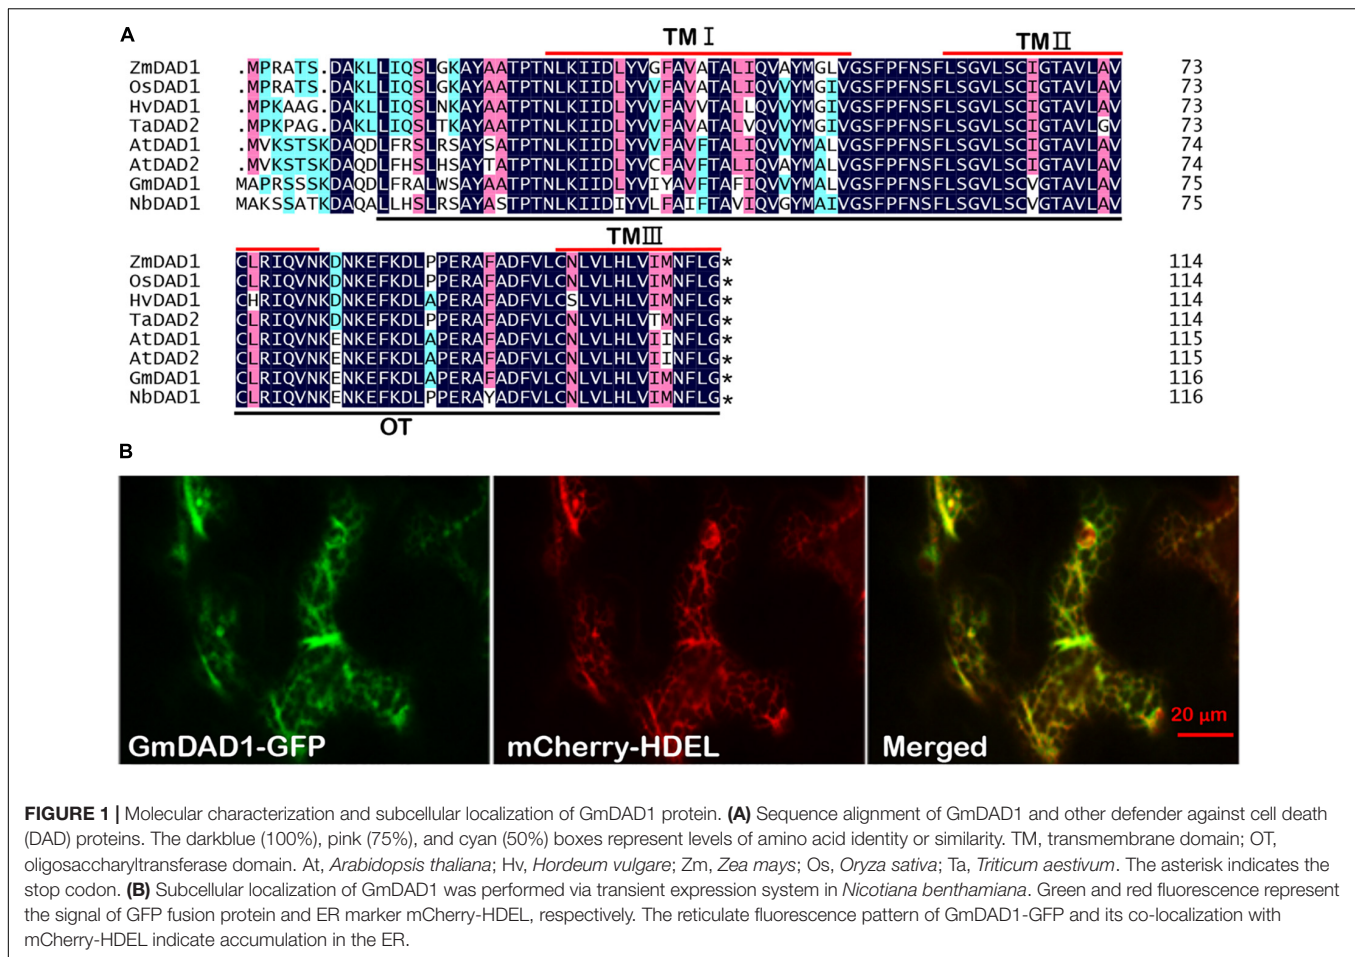 A
TM I
TM II
ZmDAD1 .MPRATS.DAKLLIQSLGKAYAATPTNLKIIDLYVGFAVATALIQVAYMGLVGSFPFNSFLSGVLSCIGTAVLAV 73
OsDAD1 .MPRATS.DAKLLIQSLGKAYAATPTNLKIIDLYVVFAVATALIQVVYMGIVGSFPFNSFLSGVLSCIGTAVLAV 73
HvDAD1 .MPKAAG.DAKLLIQSLNKAYAATPTNLKIIDLYVVFAVVTALLQVVYMGIVGSFPFNSFLSGVLSCIGTAVLAV 73
TaDAD2 .MPKPAG.DAKLLIQSLTKAYAATPTNLKIIDLYVVFAVATALVQVVYMGIVGSFPFNSFLSGVLSCIGTAVLGV 73
AtDAD1 .MVKSTSKDAQDLFRSLRSAYSATPTNLKIIDLYVVFAVFTALIQVVYMALVGSFPFNSFLSGVLSCIGTAVLAV 74
AtDAD2 .MVKSTSKDAQDLFHSLHSAYTATPTNLKIIDLYVCFAVFTALIQVAYMALVGSFPFNSFLSGVLSCIGTAVLAV 74
GmDAD1 MAPRSSSKDAQDLFRALWSAYAATPTNLKIIDLYVIYAVFTAFIQVVYMALVGSFPFNSFLSGVLSCVGTAVLAV 75
NbDAD1 MAKSSATKDAQALLHSLRSAYASTPTNLKIIDIYVLFAIFTAVIQVGYMAIVGSFPFNSFLSGVLSCVGTAVLAV 75
TM III
ZmDAD1 CLRIQVNKDNKEFKDLPPERAFADFVLCNLVLHLVIMNFLG* 114
OsDAD1 CLRIQVNKDNKEFKDLPPERAFADFVLCNLVLHLVIMNFLG* 114
HvDAD1 CHRIQVNKDNKEFKDLAPERAFADFVLCSLVLHLVIMNFLG* 114
TaDAD2 CLRIQVNKDNKEFKDLPPERAFADFVLCNLVLHLVTMNFLG* 114
AtDAD1 CLRIQVNKENKEFKDLAPERAFADFVLCNLVLHLVIINFLG* 115
AtDAD2 CLRIQVNKENKEFKDLAPERAFADFVLCNLVLHLVIINFLG* 115
GmDAD1 CLRIQVNKENKEFKDLAPERAFADFVLCNLVLHLVIMNFLG* 116
NbDAD1 CLRIQVNKENKEFKDLPPERAYADFVLCNLVLHLVIMNFLG* 116
OT
B
GmDAD1-GFP
mCherry-HDEL
Merged
20 µm
FIGURE 1 | Molecular characterization and subcellular localization of GmDAD1 protein. (A) Sequence alignment of GmDAD1 and other defender against cell death
(DAD) proteins. The darkblue (100%), pink (75%), and cyan (50%) boxes represent levels of amino acid identity or similarity. TM, transmembrane domain; OT,
oligosaccharyltransferase domain. At, Arabidopsis thaliana; Hv, Hordeum vulgare; Zm, Zea mays; Os, Oryza sativa; Ta, Triticum aestivum. The asterisk indicates the
stop codon. (B) Subcellular localization of GmDAD1 was performed via transient expression system in Nicotiana benthamiana. Green and red fluorescence represent
the signal of GFP fusion protein and ER marker mCherry-HDEL, respectively. The reticulate fluorescence pattern of GmDAD1-GFP and its co-localization with
mCherry-HDEL indicate accumulation in the ER.